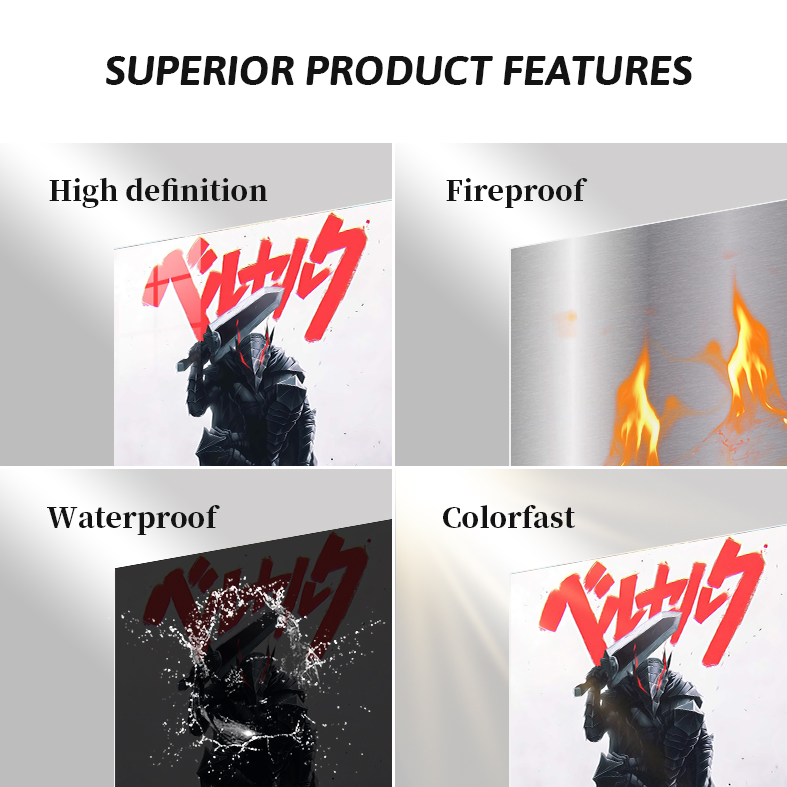 SUPERIOR PRODUCT FEATURES
High definition
Fireproof
ベルセルク
Waterproof
Colorfast
ベルセルク
ベルセルク